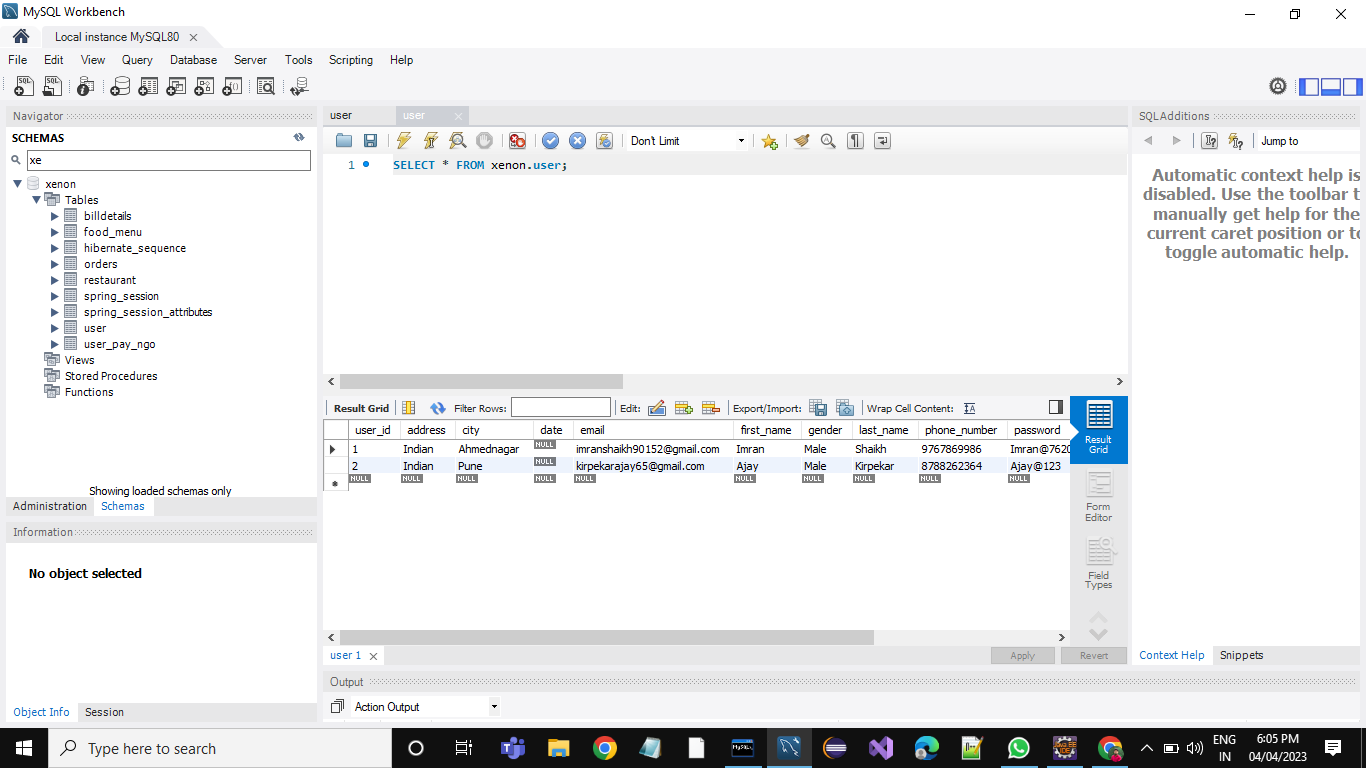 MySQL Workbench
Local instance MySQL80
File Edit View Query Database Server Tools Scripting Help
Navigator
SCHEMAS
xe
xenon
Tables
billdetails
food_menu
hibernate_sequence
orders
restaurant
spring_session
spring_session_attributes
user
user_pay_ngo
Views
Stored Procedures
Functions
Showing loaded schemas only
Administration Schemas
Information
No object selected
Object Info Session
user user
Don't Limit
1 SELECT * FROM xenon.user;
Result Grid Filter Rows: Edit: Export/Import: Wrap Cell Content:
user_id address city date email first_name gender last_name phone_number password
1 Indian Ahmednagar NULL imranshaikh90152@gmail.com Imran Male Shaikh 9767869986 Imran@7620
2 Indian Pune NULL kirpekarajay65@gmail.com Ajay Male Kirpekar 8788262364 Ajay@123
NULL NULL NULL NULL NULL NULL NULL NULL NULL NULL
Result
Grid
Form
Editor
Field
Types
user 1
Apply Revert
Output
Action Output
SQLAdditions
Jump to
Automatic context help is
disabled. Use the toolbar t
manually get help for the
current caret position or to
toggle automatic help.
Context Help Snippets
Type here to search
ENG
IN
6:05 PM
04/04/2023